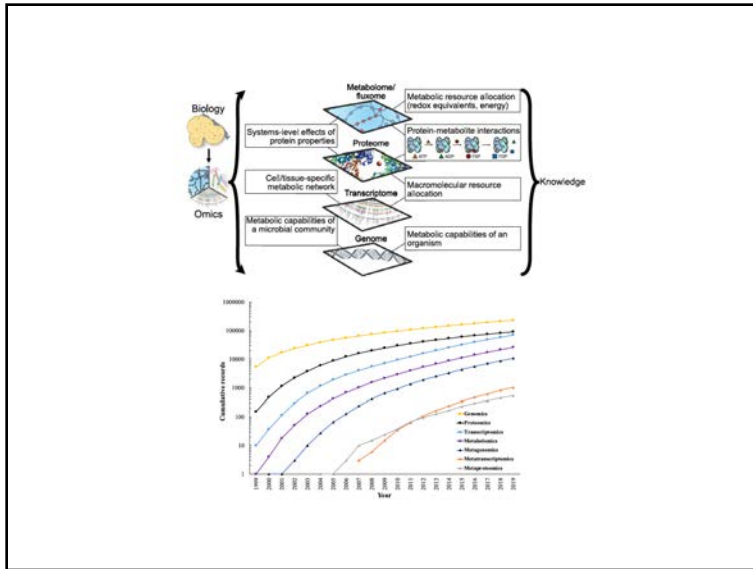 Biology
Omics
Metabolome/
fluxome
Metabolic resource allocation
(redox equivalents, energy)
Systems-level effects of
protein properties
Protein-metabolite interactions
ATP
ADP
Proteome
Cell/tissue-specific
metabolic network
Transcriptome
Macromolecular resource
allocation
Metabolic capabilities of
a microbial community
Genome
Metabolic capabilities of an
organism
Knowledge
Cumulative records
1000000
100000
10000
1000
100
10
1
1999
2000
2001
2002
2003
2004
2005
2006
2007
2008
2009
2010
2011
2012
2013
2014
2015
2016
2017
2018
2019
Year
Genomics
Proteomics
Transcriptomics
Metabolomics
Metagenomics
Metatranscriptomics
Metaproteomics